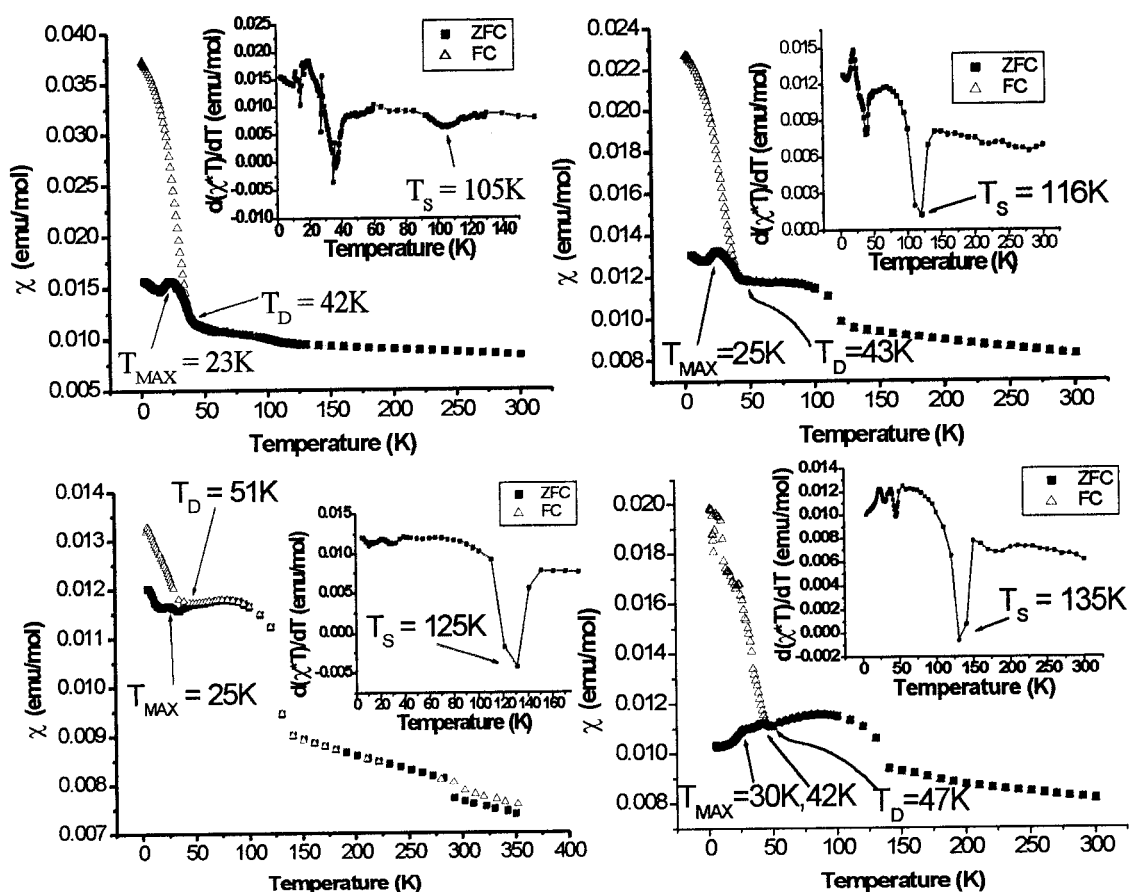 0.040
0.035
0.030
0.025
0.020
0.015
0.010
0.005
χ (emu/mol)
0 50 100 150 200 250 300
Temperature (K)
T_MAX = 23K
T_D = 42K
0.025
0.020
0.015
0.010
0.005
0.000
-0.005
-0.010
d(χ*T)/dT (emu/mol)
0 20 40 60 80 100 120 140
Temperature (K)
T_S = 105K
ZFC
FC
0.024
0.022
0.020
0.018
0.016
0.014
0.012
0.010
0.008
χ (emu/mol)
0 50 100 150 200 250 300
Temperature (K)
T_MAX=25K
T_D=43K
0.015
0.012
0.009
0.006
0.003
0.000
d(χ*T)/dT (emu/mol)
0 50 100 150 200 250 300
Temperature (K)
T_S = 116K
ZFC
FC
0.014
0.013
0.012
0.011
0.010
0.009
0.008
0.007
χ (emu/mol)
0 50 100 150 200 250 300 350 400
Temperature (K)
T_D = 51K
T_MAX = 25K
0.020
0.015
0.010
0.005
0.000
-0.005
d(χ*T)/dT (emu/mol)
0 20 40 60 80 100 120 140 160
Temperature (K)
T_S = 125K
ZFC
FC
0.020
0.018
0.016
0.014
0.012
0.010
0.008
χ (emu/mol)
0 50 100 150 200 250 300
Temperature (K)
T_MAX=30K,42K
T_D=47K
0.014
0.012
0.010
0.008
0.006
0.004
0.002
0.000
-0.002
d(χ*T)/dT (emu/mol)
0 50 100 150 200 250 300
Temperature (K)
T_S = 135K
ZFC
FC